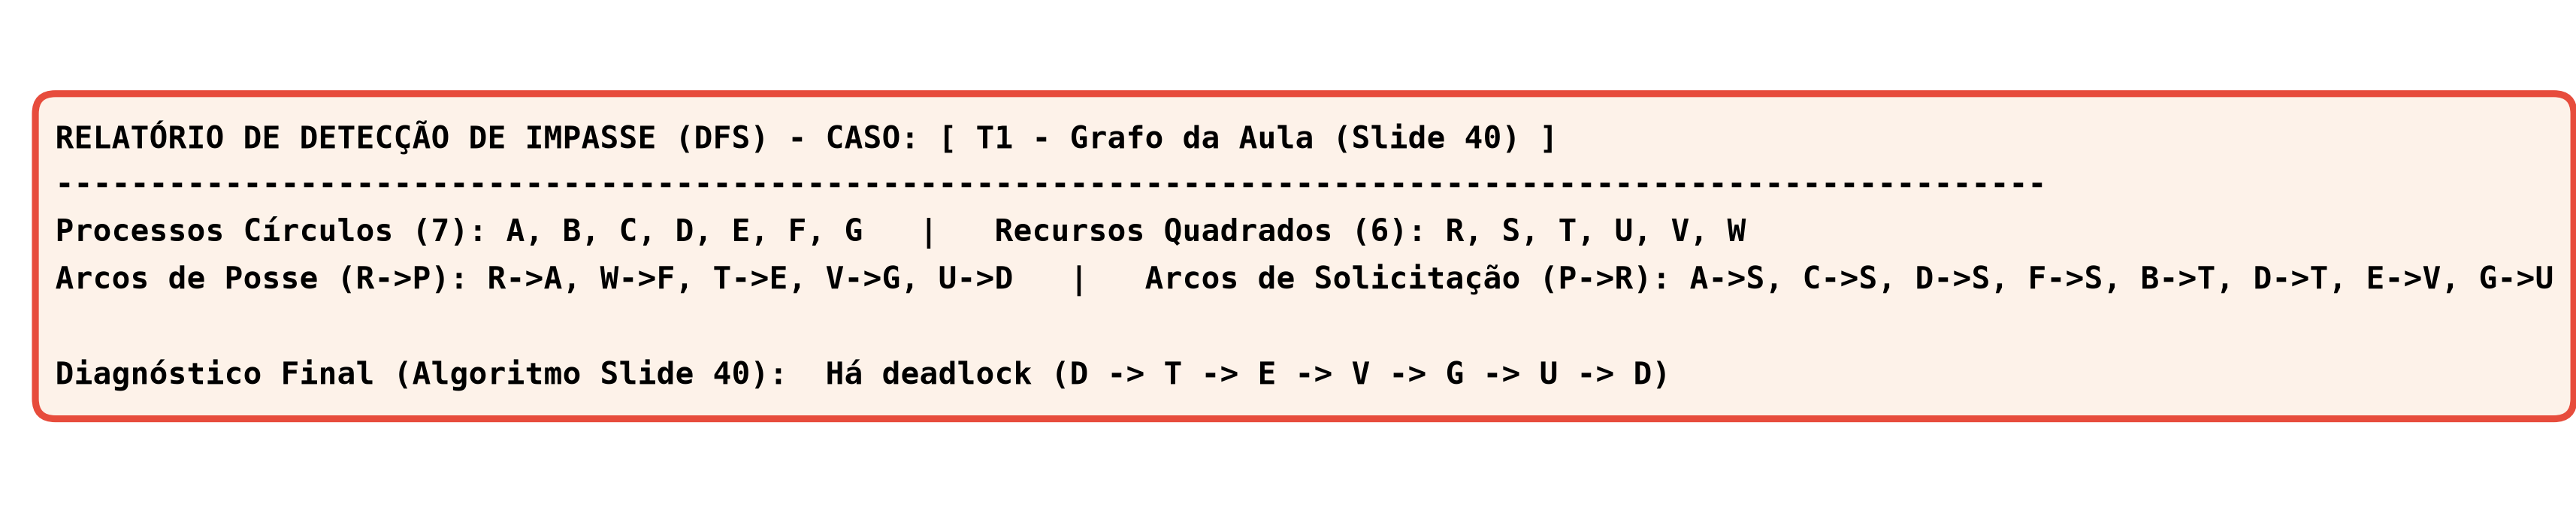 RELATÓRIO DE DETECÇÃO DE IMPASSE (DFS) - CASO: [ T1 - Grafo da Aula (Slide 40) ]
----------------------------------------------------------------------------------------------------------
Processos Círculos (7): A, B, C, D, E, F, G   |   Recursos Quadrados (6): R, S, T, U, V, W
Arcos de Posse (R->P): R->A, W->F, T->E, V->G, U->D   |   Arcos de Solicitação (P->R): A->S, C->S, D->S, F->S, B->T, D->T, E->V, G->U
Diagnóstico Final (Algoritmo Slide 40):  Há deadlock (D -> T -> E -> V -> G -> U -> D)